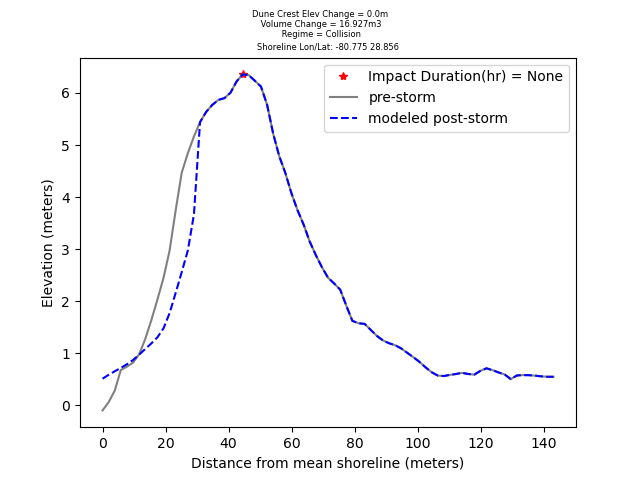 Dune Crest Elev Change = 0.0m
Volume Change = 16.927m3
Regime = Collision
Shoreline Lon/Lat: -80.775 28.856
Impact Duration(hr) = None
pre-storm
modeled post-storm
6
5
4
3
2
1
0
Elevation (meters)
0 20 40 60 80 100 120 140
Distance from mean shoreline (meters)